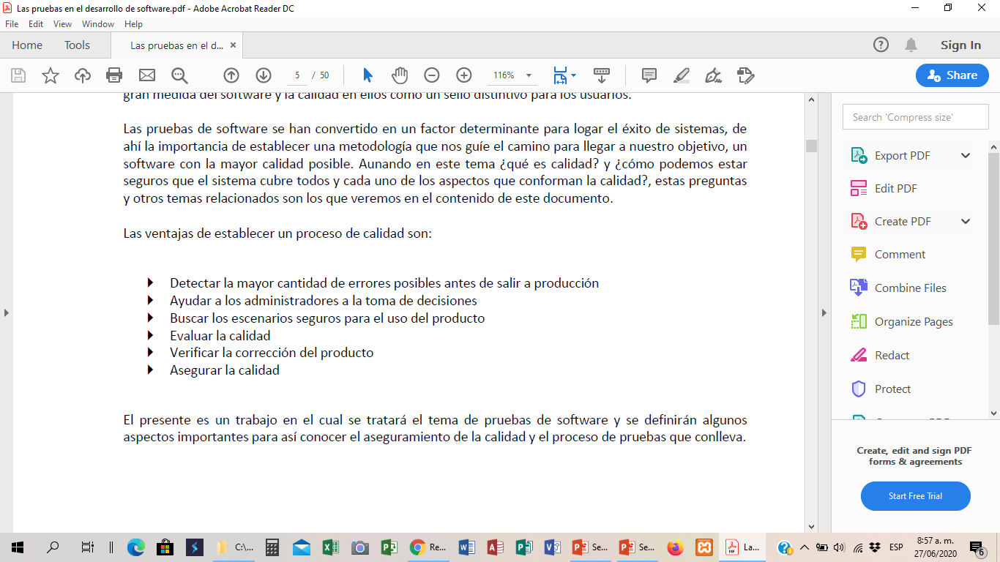 Las pruebas en el desarrollo de software.pdf - Adobe Acrobat Reader DC
File Edit View Window Help
Home Tools Las pruebas en el d... × Sign In
5 / 50 116% Share
gran medida del software y la calidad en ellos como un sello distintivo para los usuarios.
Las pruebas de software se han convertido en un factor determinante para logar el éxito de sistemas, de
ahí la importancia de establecer una metodología que nos guíe el camino para llegar a nuestro objetivo, un
software con la mayor calidad posible. Aunando en este tema ¿qué es calidad? y ¿cómo podemos estar
seguros que el sistema cubre todos y cada uno de los aspectos que conforman la calidad?, estas preguntas
y otros temas relacionados son los que veremos en el contenido de este documento.
Las ventajas de establecer un proceso de calidad son:
Detectar la mayor cantidad de errores posibles antes de salir a producción
Ayudar a los administradores a la toma de decisiones
Buscar los escenarios seguros para el uso del producto
Evaluar la calidad
Verificar la corrección del producto
Asegurar la calidad
El presente es un trabajo en el cual se tratará el tema de pruebas de software y se definirán algunos
aspectos importantes para así conocer el aseguramiento de la calidad y el proceso de pruebas que conlleva.
Search 'Compress size'
Export PDF
Edit PDF
Create PDF
Comment
Combine Files
Organize Pages
Redact
Protect
Create, edit and sign PDF
forms & agreements
Start Free Trial
C:\... Re... Se... Se... La... ESP 8:57 a. m.
27/06/2020 6